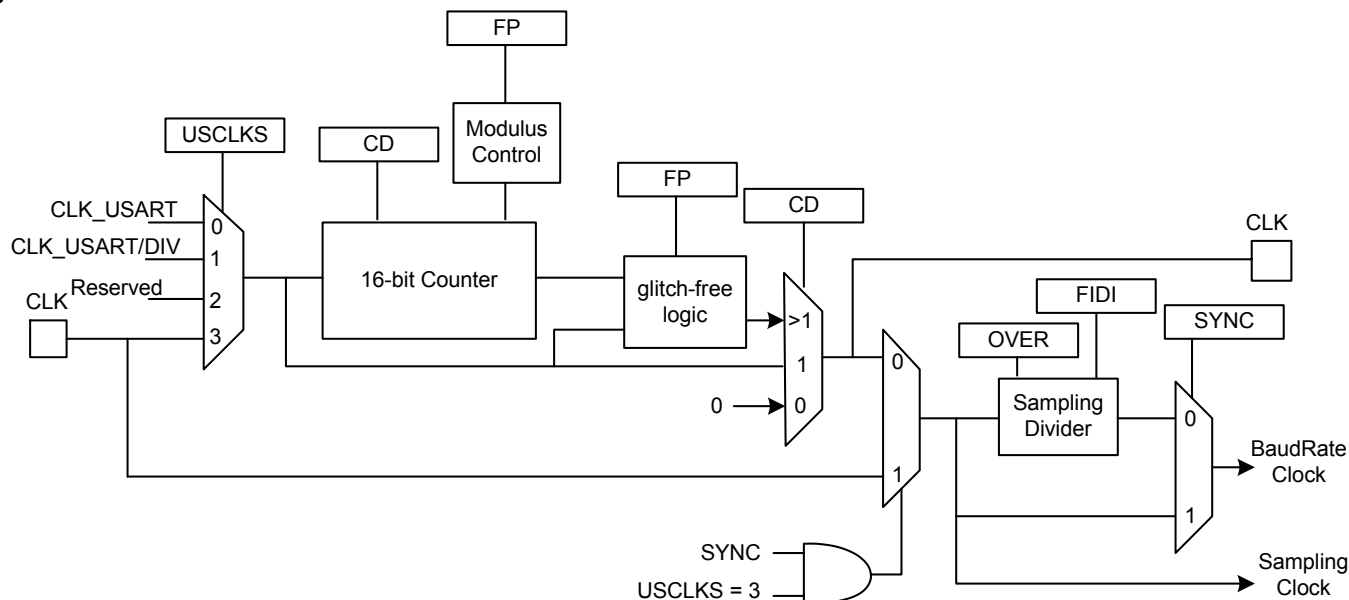 FP
USCLKS
CD
Modulus
Control
FP
CD
CLK_USART
0
CLK_USART/DIV
1
Reserved
2
CLK
3
16-bit Counter
glitch-free
logic
>1
1
0
0
CLK
FIDI
OVER
SYNC
0
1
Sampling
Divider
0
1
BaudRate
Clock
SYNC
USCLKS = 3
Sampling
Clock